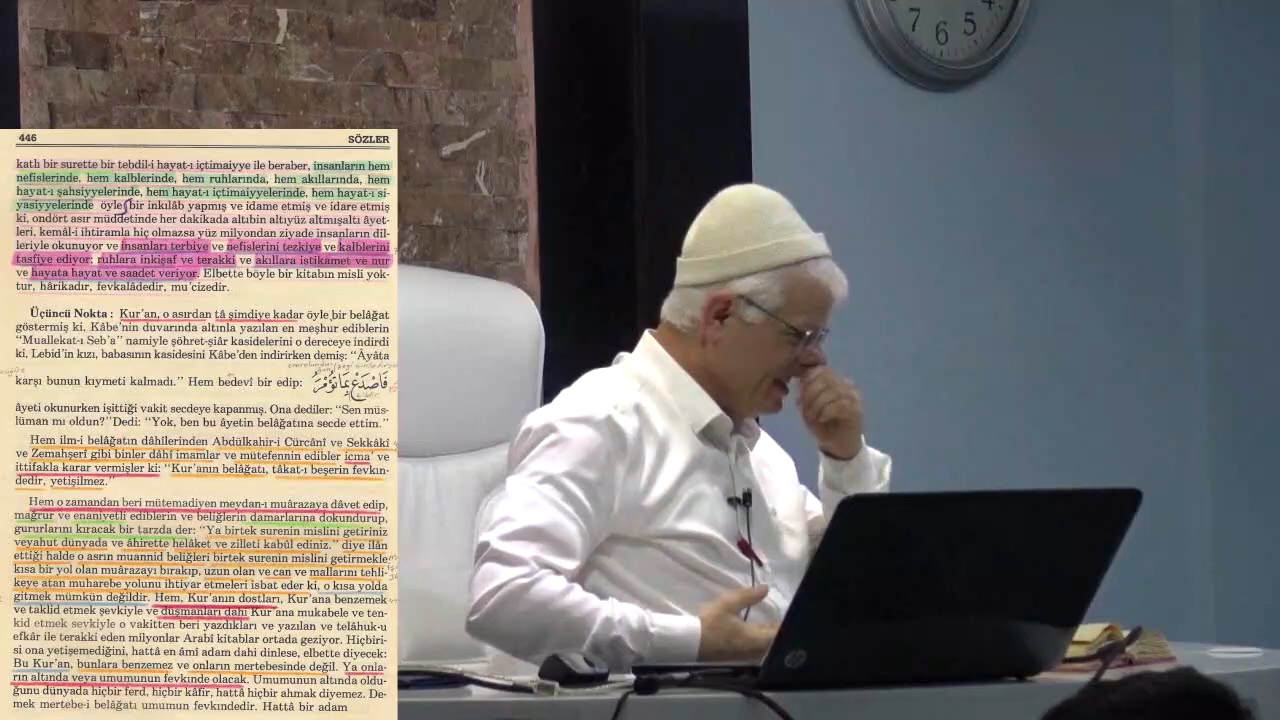 7 6 5 4
446 SÖZLER
katlı bir surette bir tebdil-i hayat-ı içtimaiyye ile beraber, insanların hem
nefislerinde, hem kalblerinde, hem ruhlarında, hem akıllarında, hem
hayat-ı şahsiyyelerinde, hem hayat-ı içtimaiyyelerinde, hem hayat-ı si-
yasiyyelerinde öyle bir inkılâb yapmış ve idame etmiş ve idare etmiş
ki, ondört asır müddetinde her dakikada altıbin altıyüz altmışaltı âyet-
leri, kemâl-i ihtiramla hiç olmazsa yüz milyondan ziyade insanların dil-
leriyle okunuyor ve insanları terbiye ve nefislerini tezkiye ve kalblerini
tasfiye ediyor; ruhlara inkişaf ve terakki ve akıllara istikamet ve nur
ve hayata hayat ve saadet veriyor. Elbette böyle bir kitabın misli yok-
tur, hârikadır, fevkalâdedir, mu'cizedir.
Üçüncü Nokta : Kur'an, o asırdan tâ şimdiye kadar öyle bir belâğat
göstermiş ki, Kâbe'nin duvarında altınla yazılan en meşhur ediblerin
"Muallekat-ı Seb'a" namiyle şöhret-şiâr kasidelerini o dereceye indirdi
ki, Lebid'in kızı, babasının kasidesini Kâbe'den indirirken demiş: "Âyâta
karşı bunun kıymeti kalmadı." Hem bedevî bir edip: فَاصْدَعْ بِمَا تُؤْمَرُ
âyeti okunurken işittiği vakit secdeye kapanmış. Ona dediler: "Sen müs-
lüman mı oldun?" Dedi: "Yok, ben bu âyetin belâğatına secde ettim."
Hem ilm-i belâğatın dâhilerinden Abdülkahir-i Cürcânî ve Sekkâkî
ve Zemahşerî gibi binler dâhî imamlar ve mütefennin edibler icma' ve
ittifakla karar vermişler ki: "Kur'anın belâğatı, tâkat-ı beşerin fevkın-
dedir, yetişilmez."
Hem o zamandan beri mütemadiyen meydan-ı muârazaya dâvet edip,
mağrur ve enaniyetli ediblerin ve beliğlerin damarlarına dokundurup,
gururlarını kıracak bir tarzda der: "Ya birtek surenin mislini getiriniz
veyahut dünyada ve âhirette helâket ve zilleti kabûl ediniz." diye ilân
ettiği halde o asrın muannid beliğleri birtek surenin mislini getirmekle
kısa bir yol olan muârazayı bırakıp, uzun olan ve can ve mallarını tehli-
keye atan muharebe yolunu ihtiyar etmeleri isbat eder ki, o kısa yolda
gitmek mümkün değildir. Hem, Kur'anın dostları, Kur'ana benzemek
ve taklid etmek şevkiyle ve düşmanları dahi Kur'ana mukabele ve ten-
kid etmek sevkiyle o vakitten beri yazdıkları ve yazılan ve telâhuk-u
efkâr ile terakki eden milyonlar Arabî kitablar ortada geziyor. Hiçbiri-
si ona yetişemediğini, hattâ en âmi adam dahi dinlese, elbette diyecek:
Bu Kur'an, bunlara benzemez ve onların mertebesinde değil. Ya onla-
rın altında veya umumunun fevkınde olacak. Umumunun altında oldu-
ğunu dünyada hiçbir ferd, hiçbir kâfir, hattâ hiçbir ahmak diyemez. De-
mek mertebe-i belâğatı umumun fevkındedir. Hattâ bir adam